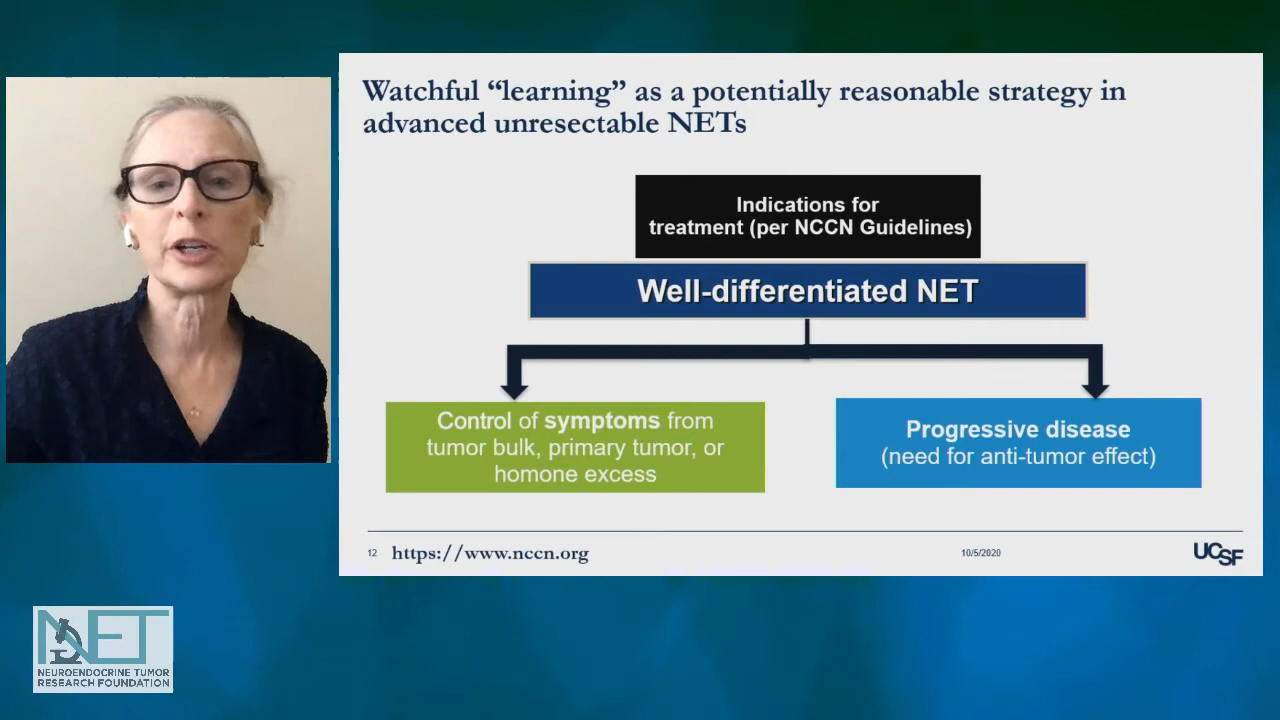 Watchful “learning” as a potentially reasonable strategy in
advanced unresectable NETs
Indications for
treatment (per NCCN Guidelines)
Well-differentiated NET
Control of symptoms from
tumor bulk, primary tumor, or
homone excess
Progressive disease
(need for anti-tumor effect)
12
https://www.nccn.org
10/5/2020
UCSF
NET
NEUROENDOCRINE TUMOR
RESEARCH FOUNDATION